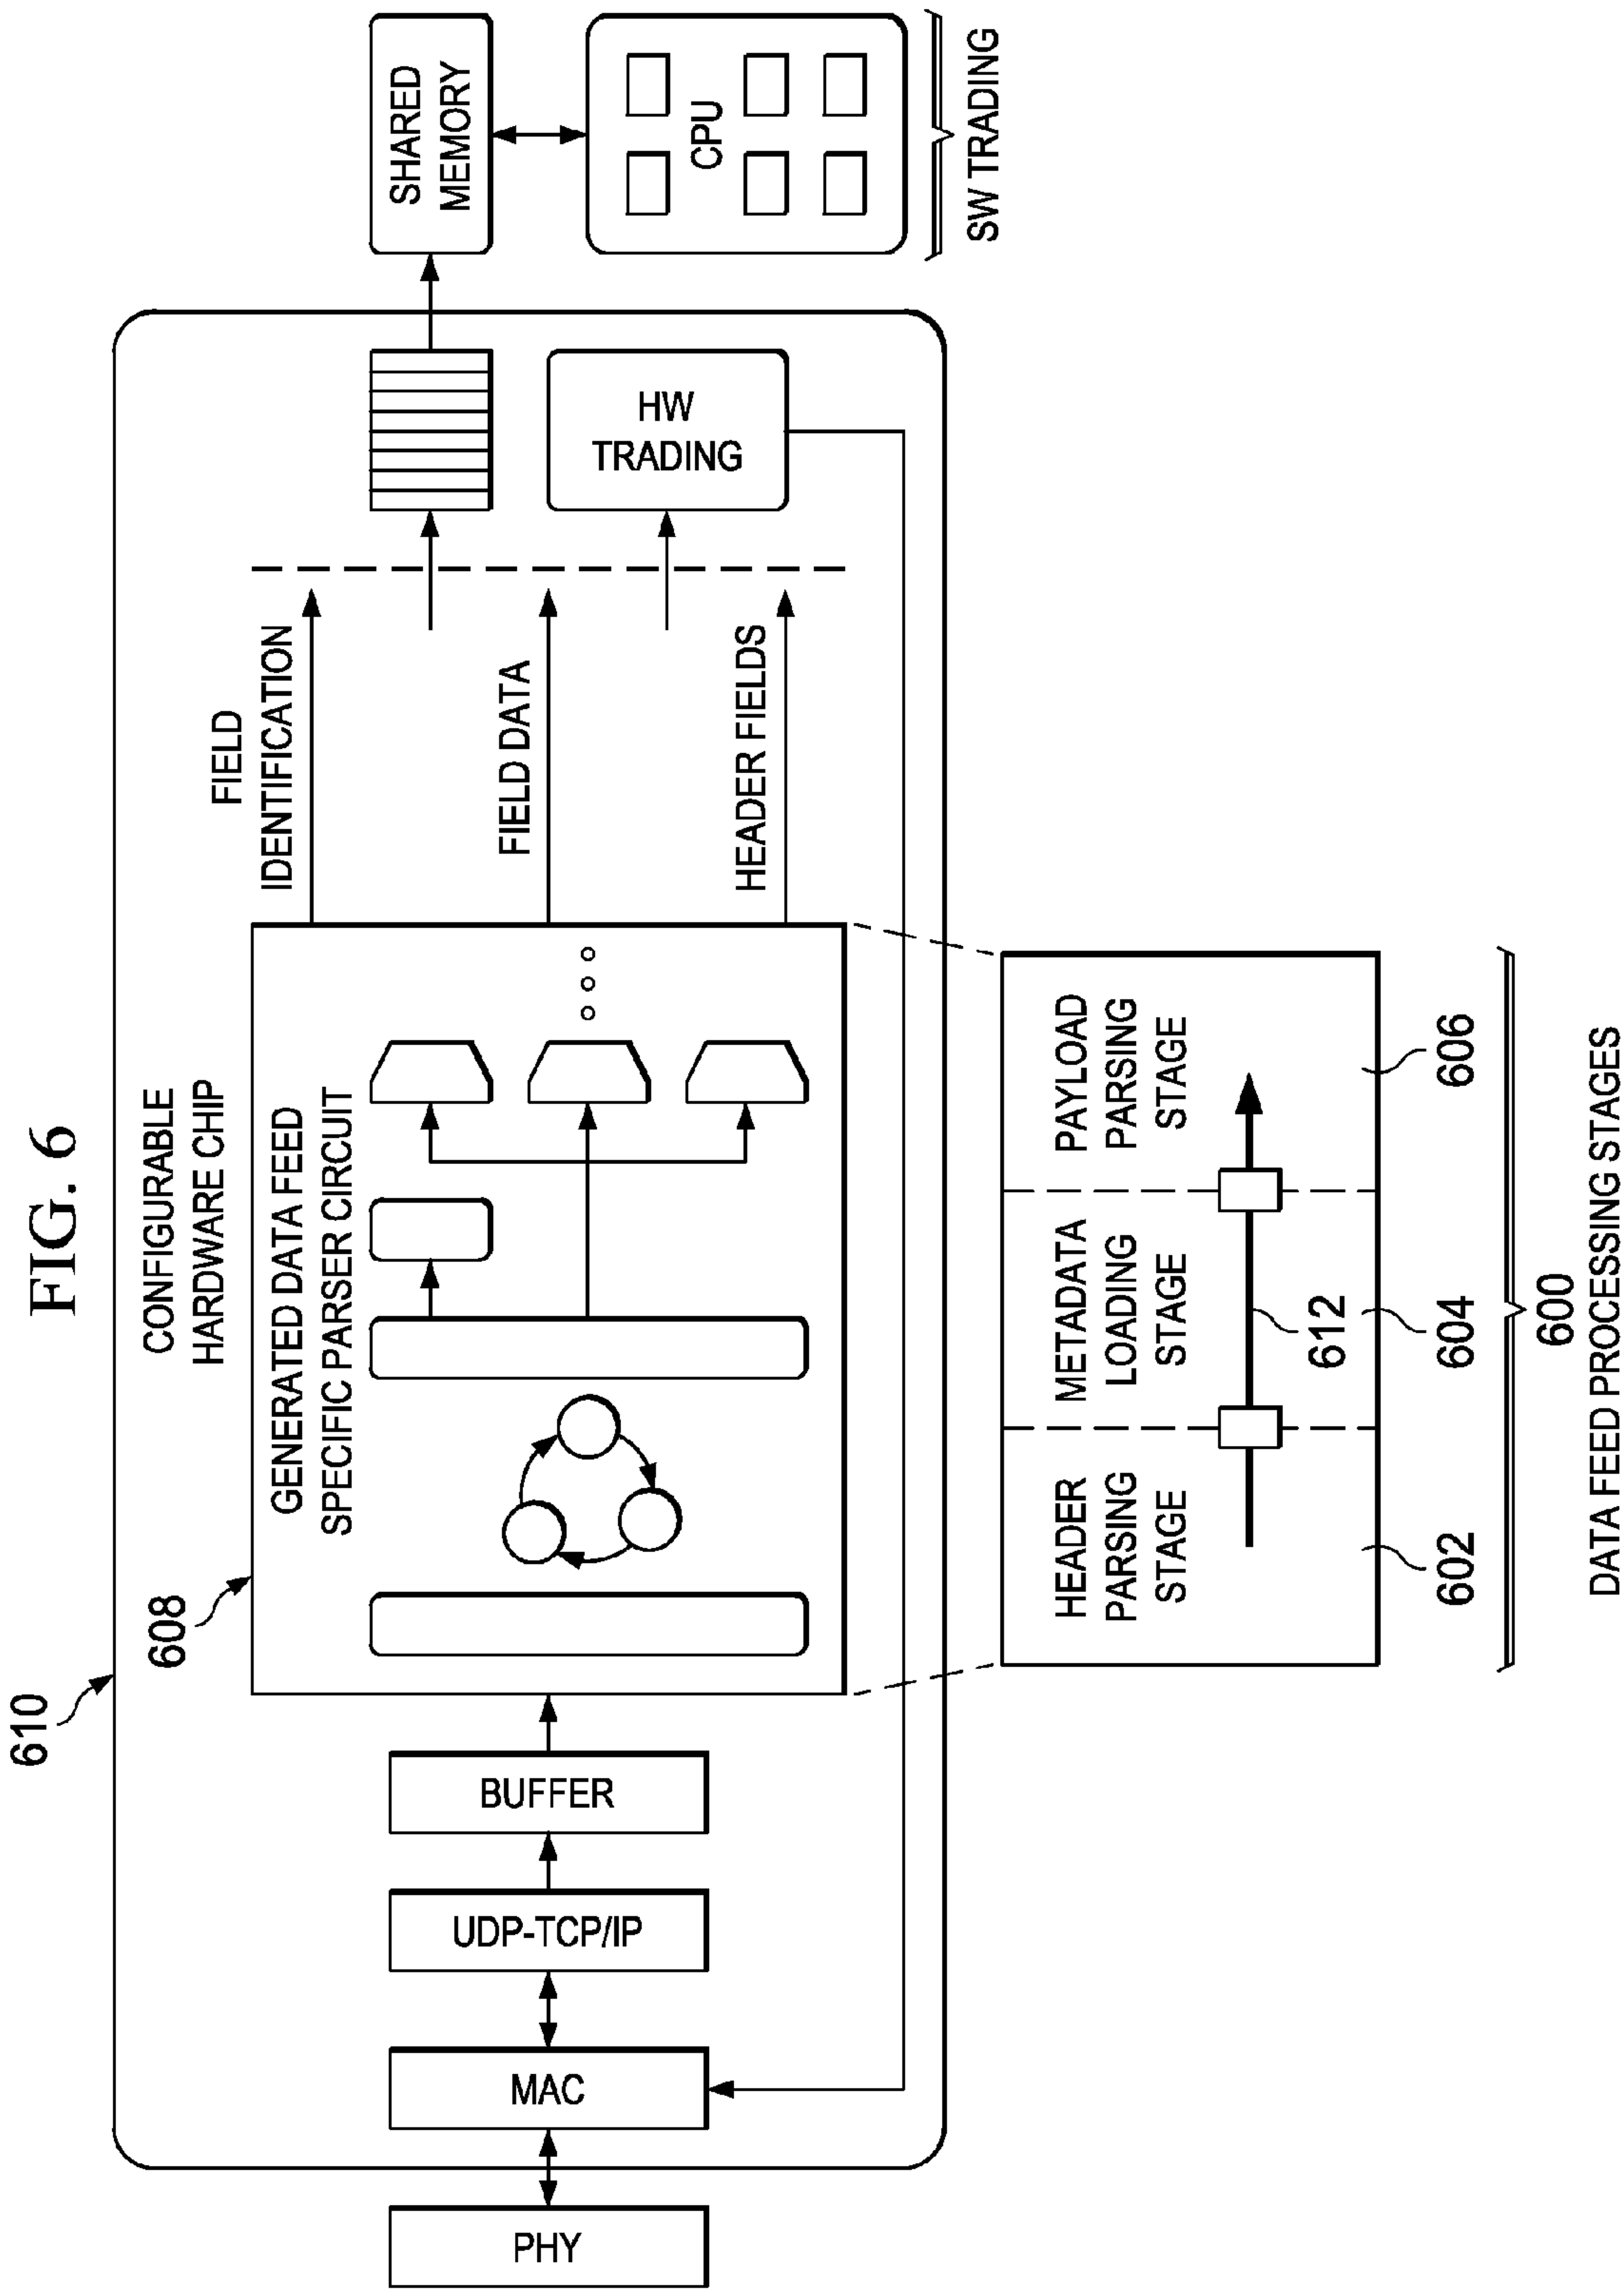 FIG. 6
610
CONFIGURABLE
HARDWARE CHIP
608
GENERATED DATA FEED
SPECIFIC PARSER CIRCUIT
PHY
MAC
UDP-TCP/IP
BUFFER
FIELD
IDENTIFICATION
FIELD DATA
HEADER FIELDS
HW
TRADING
SHARED
MEMORY
CPU
SW TRADING
HEADER
PARSING
STAGE
METADATA
LOADING
STAGE
PAYLOAD
PARSING
STAGE
612
602
604
606
600
DATA FEED PROCESSING STAGES